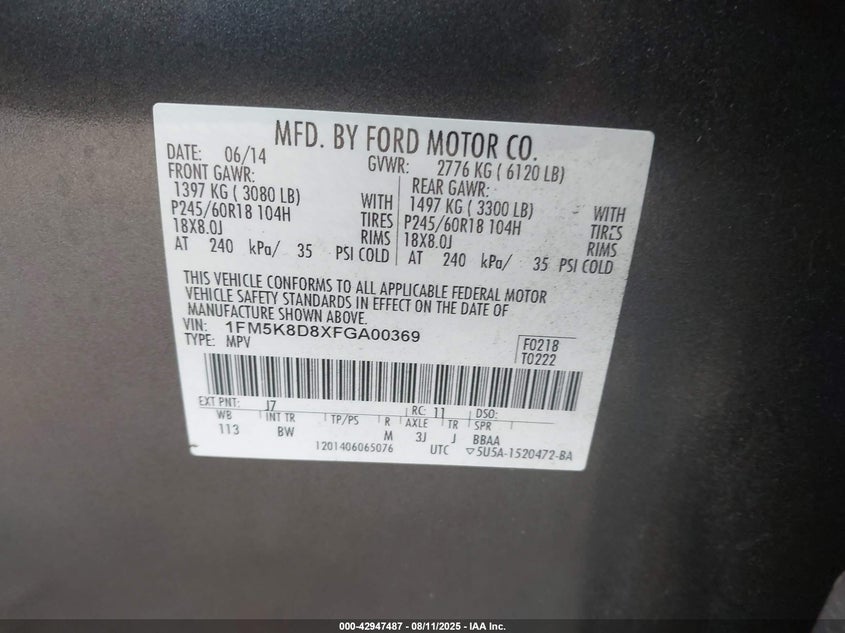 MFD. BY FORD MOTOR CO.
DATE: 06/14 GVWR: 2776 KG ( 6120 LB)
FRONT GAWR: REAR GAWR:
1397 KG ( 3080 LB) WITH 1497 KG ( 3300 LB) WITH
P245/60R18 104H TIRES P245/60R18 104H TIRES
18X8.0J RIMS 18X8.0J RIMS
AT 240 kPa/ 35 PSI COLD AT 240 kPa/ 35 PSI COLD
THIS VEHICLE CONFORMS TO ALL APPLICABLE FEDERAL MOTOR
VEHICLE SAFETY STANDARDS IN EFFECT ON THE DATE OF
MANUFACTURE SHOWN ABOVE.
VIN: 1FM5K8D8XFGA00369 F0218
TYPE: MPV T0222
EXT PNT: J7 RC: 11 DSO:
WB INT TR TP/PS R AXLE TR SPR
113 BW M 3J J BBAA
1201406065076 UTC ▽5U5A-1520472-BA
000-42947487 - 08/11/2025 - IAA Inc.